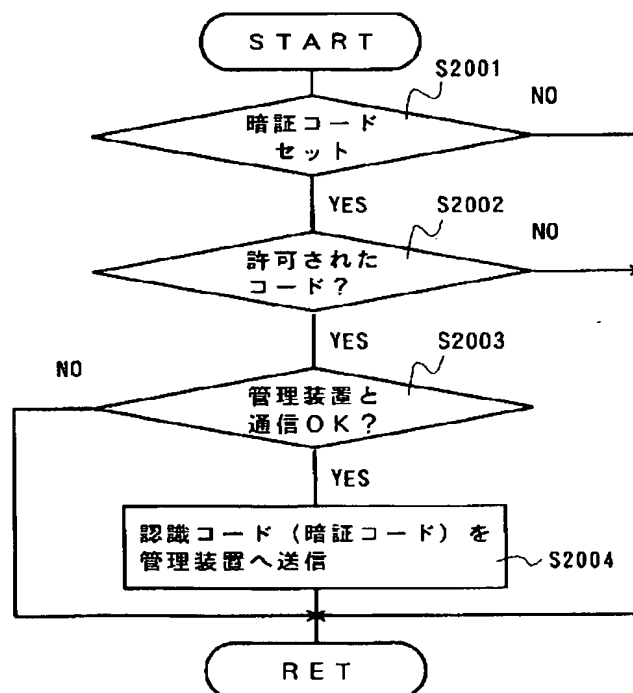 START
S2001
NO
暗証コード
セット
YES
S2002
NO
許可された
コード?
YES
S2003
NO
管理装置と
通信OK?
YES
認識コード(暗証コード)を
管理装置へ送信
S2004
RET